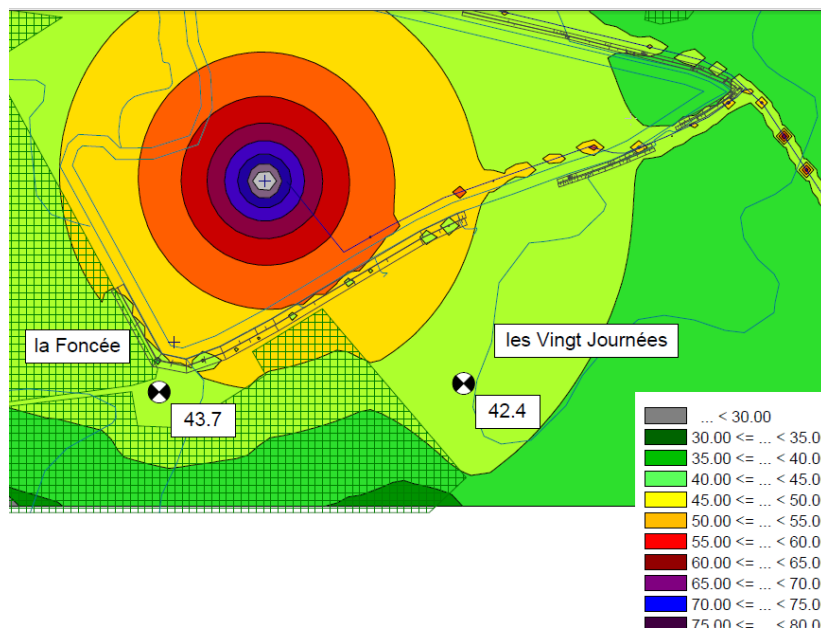 la Foncée
les Vingt Journées
43.7
42.4
... < 30.00
30.00 <= ... < 35.0
35.00 <= ... < 40.0
40.00 <= ... < 45.0
45.00 <= ... < 50.0
50.00 <= ... < 55.0
55.00 <= ... < 60.0
60.00 <= ... < 65.0
65.00 <= ... < 70.0
70.00 <= ... < 75.0
75.00 <= ... < 80.0